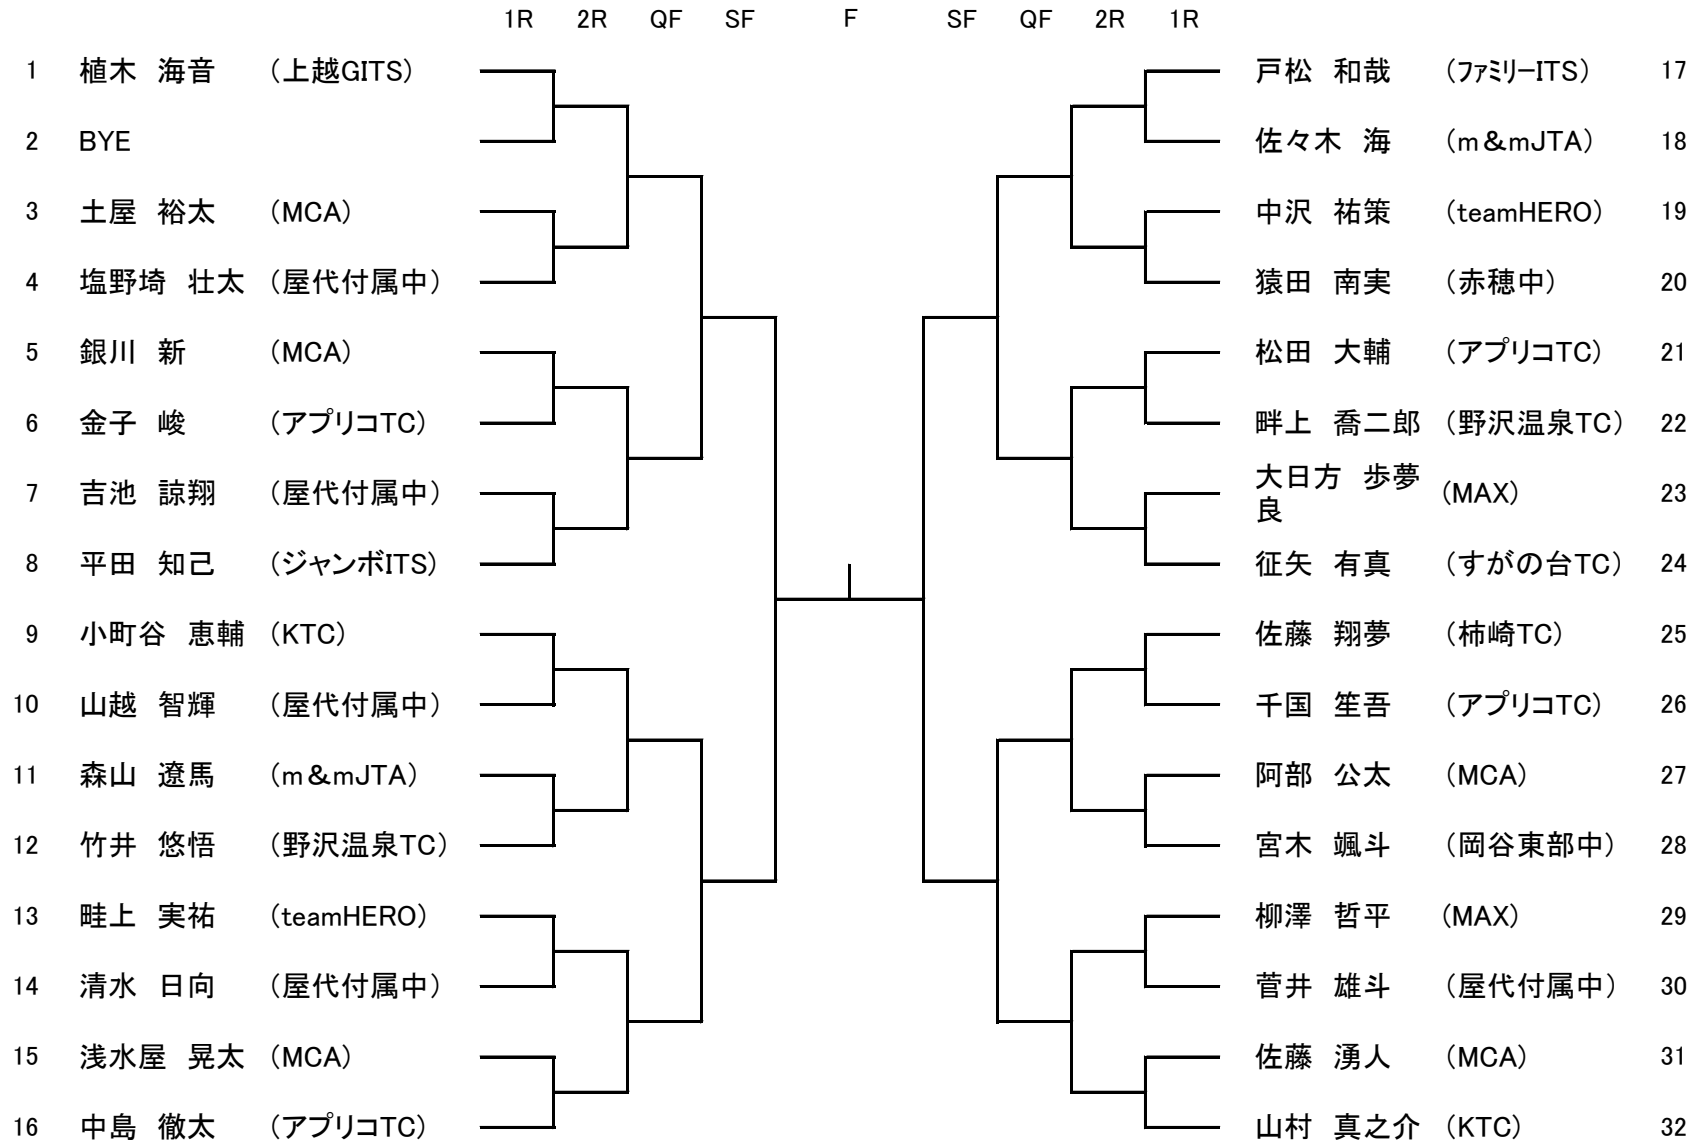 1R 2R QF SF F SF QF 2R 1R
1 植木 海音 (上越GITS)
2 BYE
3 土屋 裕太 (MCA)
4 塩野埼 壮太 (屋代付属中)
5 銀川 新 (MCA)
6 金子 峻 (アプリコTC)
7 吉池 諒翔 (屋代付属中)
8 平田 知己 (ジャンボITS)
9 小町谷 恵輔 (KTC)
10 山越 智輝 (屋代付属中)
11 森山 遼馬 (m&mJTA)
12 竹井 悠悟 (野沢温泉TC)
13 畦上 実祐 (teamHERO)
14 清水 日向 (屋代付属中)
15 浅水屋 晃太 (MCA)
16 中島 徹太 (アプリコTC)
戸松 和哉 (ファミリーITS) 17
佐々木 海 (m&mJTA) 18
中沢 祐策 (teamHERO) 19
猿田 南実 (赤穂中) 20
松田 大輔 (アプリコTC) 21
畔上 喬二郎 (野沢温泉TC) 22
大日方 歩夢
良 (MAX) 23
征矢 有真 (すがの台TC) 24
佐藤 翔夢 (柿崎TC) 25
千国 笙吾 (アプリコTC) 26
阿部 公太 (MCA) 27
宮木 颯斗 (岡谷東部中) 28
柳澤 哲平 (MAX) 29
菅井 雄斗 (屋代付属中) 30
佐藤 湧人 (MCA) 31
山村 真之介 (KTC) 32